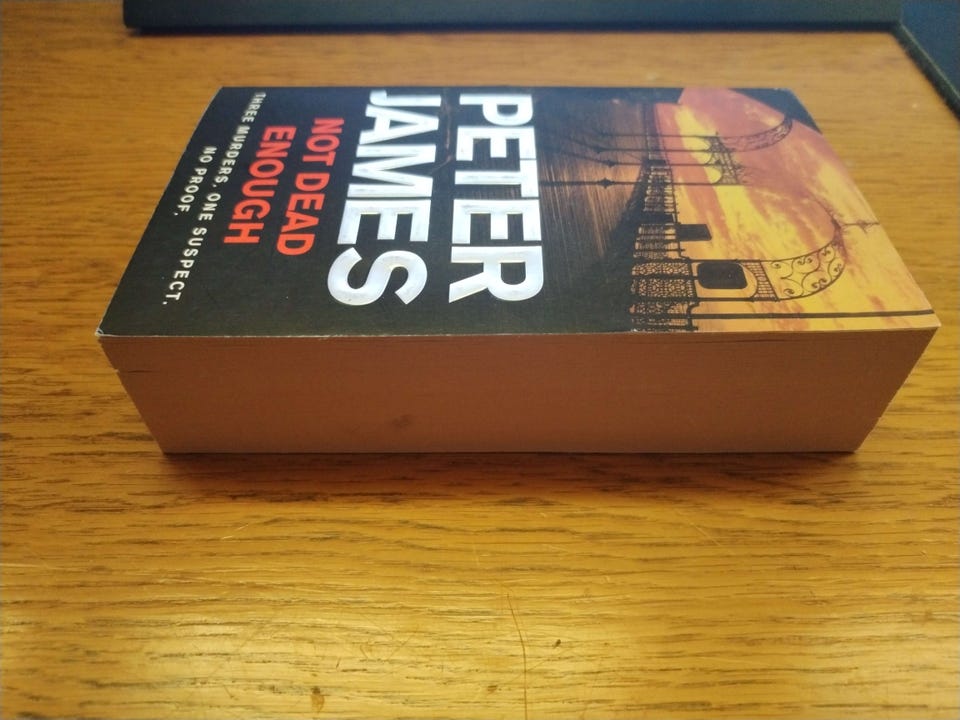 PETER
JAMES
NOT DEAD
ENOUGH
THREE MURDERS. ONE SUSPECT.
NO PROOF.